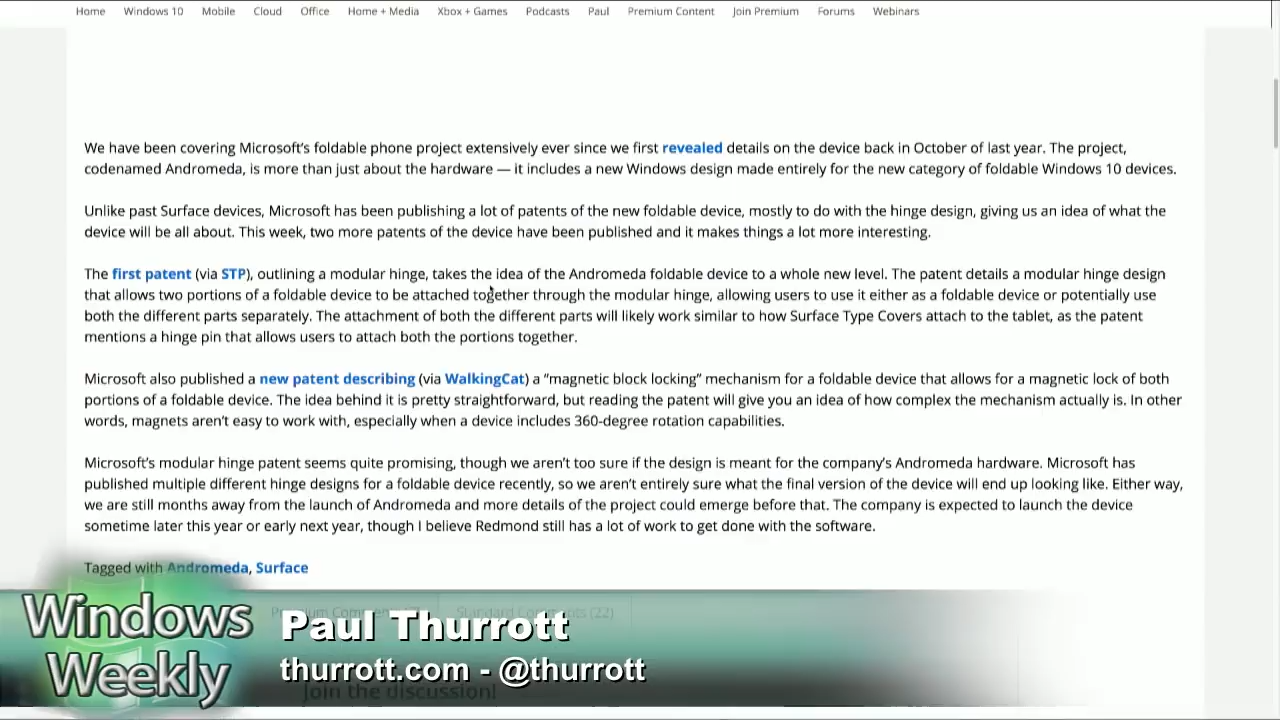 Home Windows 10 Mobile Cloud Office Home + Media Xbox + Games Podcasts Paul Premium Content Join Premium Forums Webinars
We have been covering Microsoft's foldable phone project extensively ever since we first revealed details on the device back in October of last year. The project,
codenamed Andromeda, is more than just about the hardware — it includes a new Windows design made entirely for the new category of foldable Windows 10 devices.
Unlike past Surface devices, Microsoft has been publishing a lot of patents of the new foldable device, mostly to do with the hinge design, giving us an idea of what the
device will be all about. This week, two more patents of the device have been published and it makes things a lot more interesting.
The first patent (via STP), outlining a modular hinge, takes the idea of the Andromeda foldable device to a whole new level. The patent details a modular hinge design
that allows two portions of a foldable device to be attached together through the modular hinge, allowing users to use it either as a foldable device or potentially use
both the different parts separately. The attachment of both the different parts will likely work similar to how Surface Type Covers attach to the tablet, as the patent
mentions a hinge pin that allows users to attach both the portions together.
Microsoft also published a new patent describing (via WalkingCat) a “magnetic block locking” mechanism for a foldable device that allows for a magnetic lock of both
portions of a foldable device. The idea behind it is pretty straightforward, but reading the patent will give you an idea of how complex the mechanism actually is. In other
words, magnets aren't easy to work with, especially when a device includes 360-degree rotation capabilities.
Microsoft's modular hinge patent seems quite promising, though we aren't too sure if the design is meant for the company's Andromeda hardware. Microsoft has
published multiple different hinge designs for a foldable device recently, so we aren't entirely sure what the final version of the device will end up looking like. Either way,
we are still months away from the launch of Andromeda and more details of the project could emerge before that. The company is expected to launch the device
sometime later this year or early next year, though I believe Redmond still has a lot of work to get done with the software.
Tagged with Andromeda, Surface
Standard Comments (22)
Windows
Weekly
Paul Thurrott
thurrott.com - @thurrott
Join the discussion!